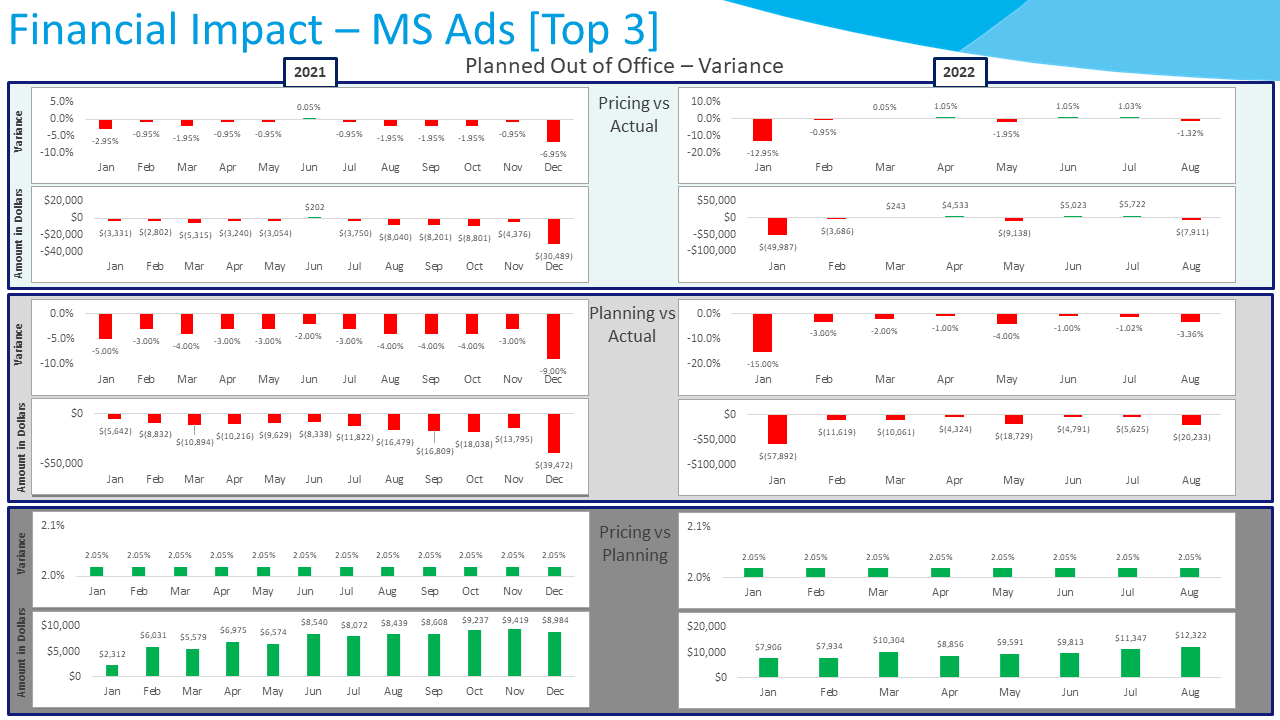 Financial Impact – MS Ads [Top 3]
Planned Out of Office – Variance
2021
2022
Pricing vs
Actual
Variance
5.0%
0.0%
-5.0%
-10.0%
-2.95% -0.95% -1.95% -0.95% -0.95% 0.05% -0.95% -1.95% -1.95% -1.95% -0.95% -6.95%
Jan Feb Mar Apr May Jun Jul Aug Sep Oct Nov Dec
10.0%
0.0%
-10.0%
-20.0%
-12.95% -0.95% 0.05% 1.05% -1.95% 1.05% 1.03% -1.32%
Jan Feb Mar Apr May Jun Jul Aug
Amount in Dollars
$20,000
$0
-$20,000
-$40,000
$(3,331) $(2,802) $(5,315) $(3,240) $(3,054) $202 $(3,750) $(8,040) $(8,201) $(8,801) $(4,376) $(30,489)
Jan Feb Mar Apr May Jun Jul Aug Sep Oct Nov Dec
$50,000
$0
-$50,000
-$100,000
$(49,987) $(3,686) $243 $4,533 $(9,138) $5,023 $5,722 $(7,911)
Jan Feb Mar Apr May Jun Jul Aug
Planning vs
Actual
Variance
0.0%
-5.0%
-10.0%
-5.00% -3.00% -4.00% -3.00% -3.00% -2.00% -3.00% -4.00% -4.00% -4.00% -3.00% -9.00%
Jan Feb Mar Apr May Jun Jul Aug Sep Oct Nov Dec
0.0%
-10.0%
-20.0%
-15.00% -3.00% -2.00% -1.00% -4.00% -1.00% -1.02% -3.36%
Jan Feb Mar Apr May Jun Jul Aug
Amount in Dollars
$0
-$50,000
$(5,642) $(8,832) $(10,894) $(10,216) $(9,629) $(8,338) $(11,822) $(16,479) $(16,809) $(18,038) $(13,795) $(39,472)
Jan Feb Mar Apr May Jun Jul Aug Sep Oct Nov Dec
$0
-$50,000
-$100,000
$(57,892) $(11,619) $(10,061) $(4,324) $(18,729) $(4,791) $(5,625) $(20,233)
Jan Feb Mar Apr May Jun Jul Aug
Pricing vs
Planning
Variance
2.1%
2.0%
2.05% 2.05% 2.05% 2.05% 2.05% 2.05% 2.05% 2.05% 2.05% 2.05% 2.05% 2.05%
Jan Feb Mar Apr May Jun Jul Aug Sep Oct Nov Dec
2.1%
2.0%
2.05% 2.05% 2.05% 2.05% 2.05% 2.05% 2.05% 2.05%
Jan Feb Mar Apr May Jun Jul Aug
Amount in Dollars
$10,000
$5,000
$0
$2,312 $6,031 $5,579 $6,975 $6,574 $8,540 $8,072 $8,439 $8,608 $9,237 $9,419 $8,984
Jan Feb Mar Apr May Jun Jul Aug Sep Oct Nov Dec
$20,000
$10,000
$0
$7,906 $7,934 $10,304 $8,856 $9,591 $9,813 $11,347 $12,322
Jan Feb Mar Apr May Jun Jul Aug